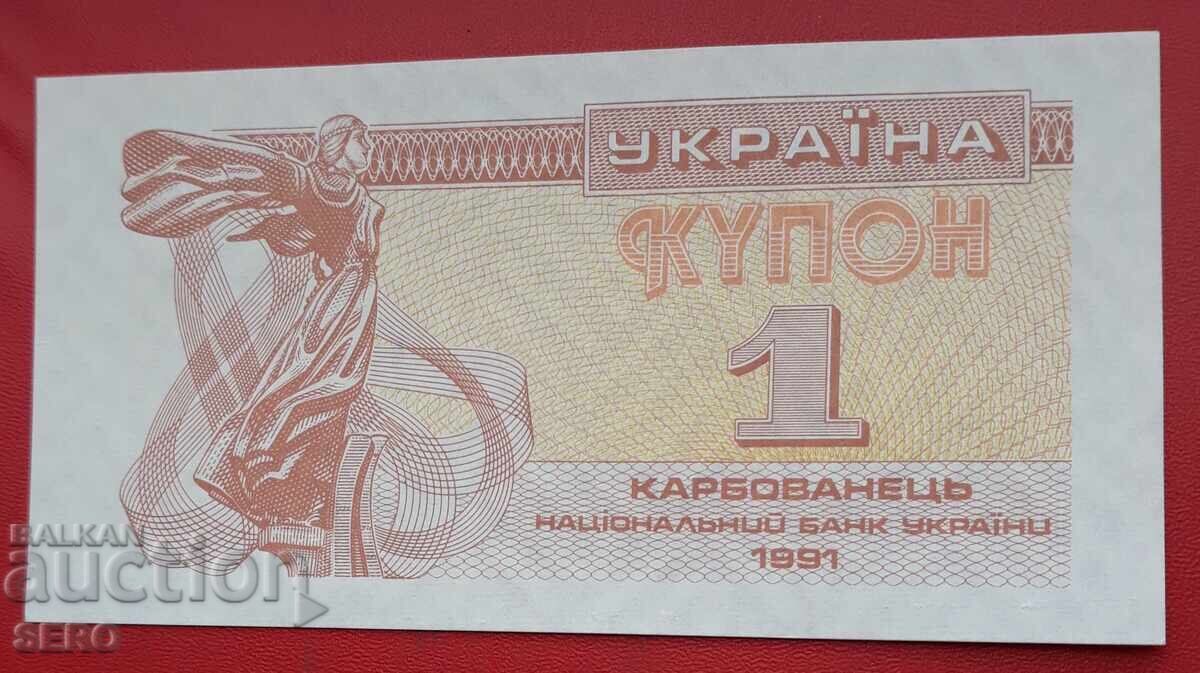 УКРАЇНА
КУПОН
1
КАРБОВАНЕЦЬ
НАЦІОНАЛЬНИЙ БАНК УКРАЇНИ
1991
BALKAN
auction
SERO